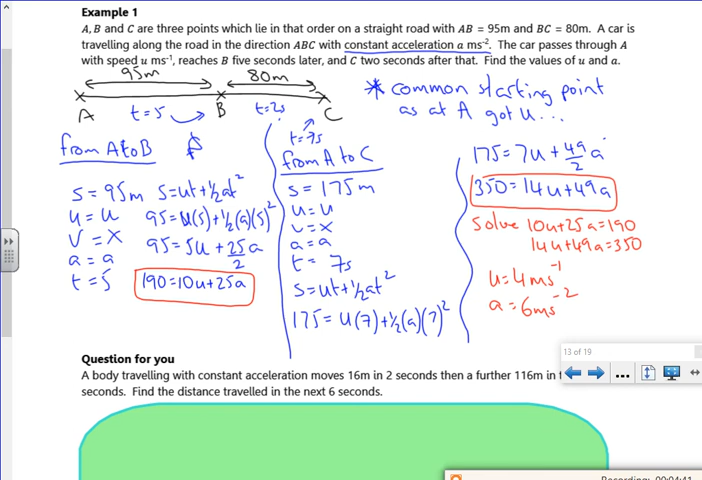 Example 1
A, B and C are three points which lie in that order on a straight road with AB = 95m and BC = 80m. A car is
travelling along the road in the direction ABC with constant acceleration a ms⁻². The car passes through A
with speed u ms⁻¹, reaches B five seconds later, and C two seconds after that. Find the values of u and a.
95m 80m
A t=5 B t=2s C
t=7s
* common starting point
as at A got u...
from A to B
s = 95m s=ut+½at²
u = u 95=u(5)+½(a)(5)²
v = x 95=5u+25/2a
a = a
t = 5 190=10u+25a
from A to C
s = 175m
u = u
v = x
a = a
t = 7s
s=ut+½at²
175=u(7)+½(a)(7)²
175=7u+49/2a
350=14u+49a
Solve 10u+25a=190
14u+49a=350
u=4ms⁻¹
a=6ms⁻²
Question for you
A body travelling with constant acceleration moves 16m in 2 seconds then a further 116m in
seconds. Find the distance travelled in the next 6 seconds.
13 of 19
Recording: 00:04:41